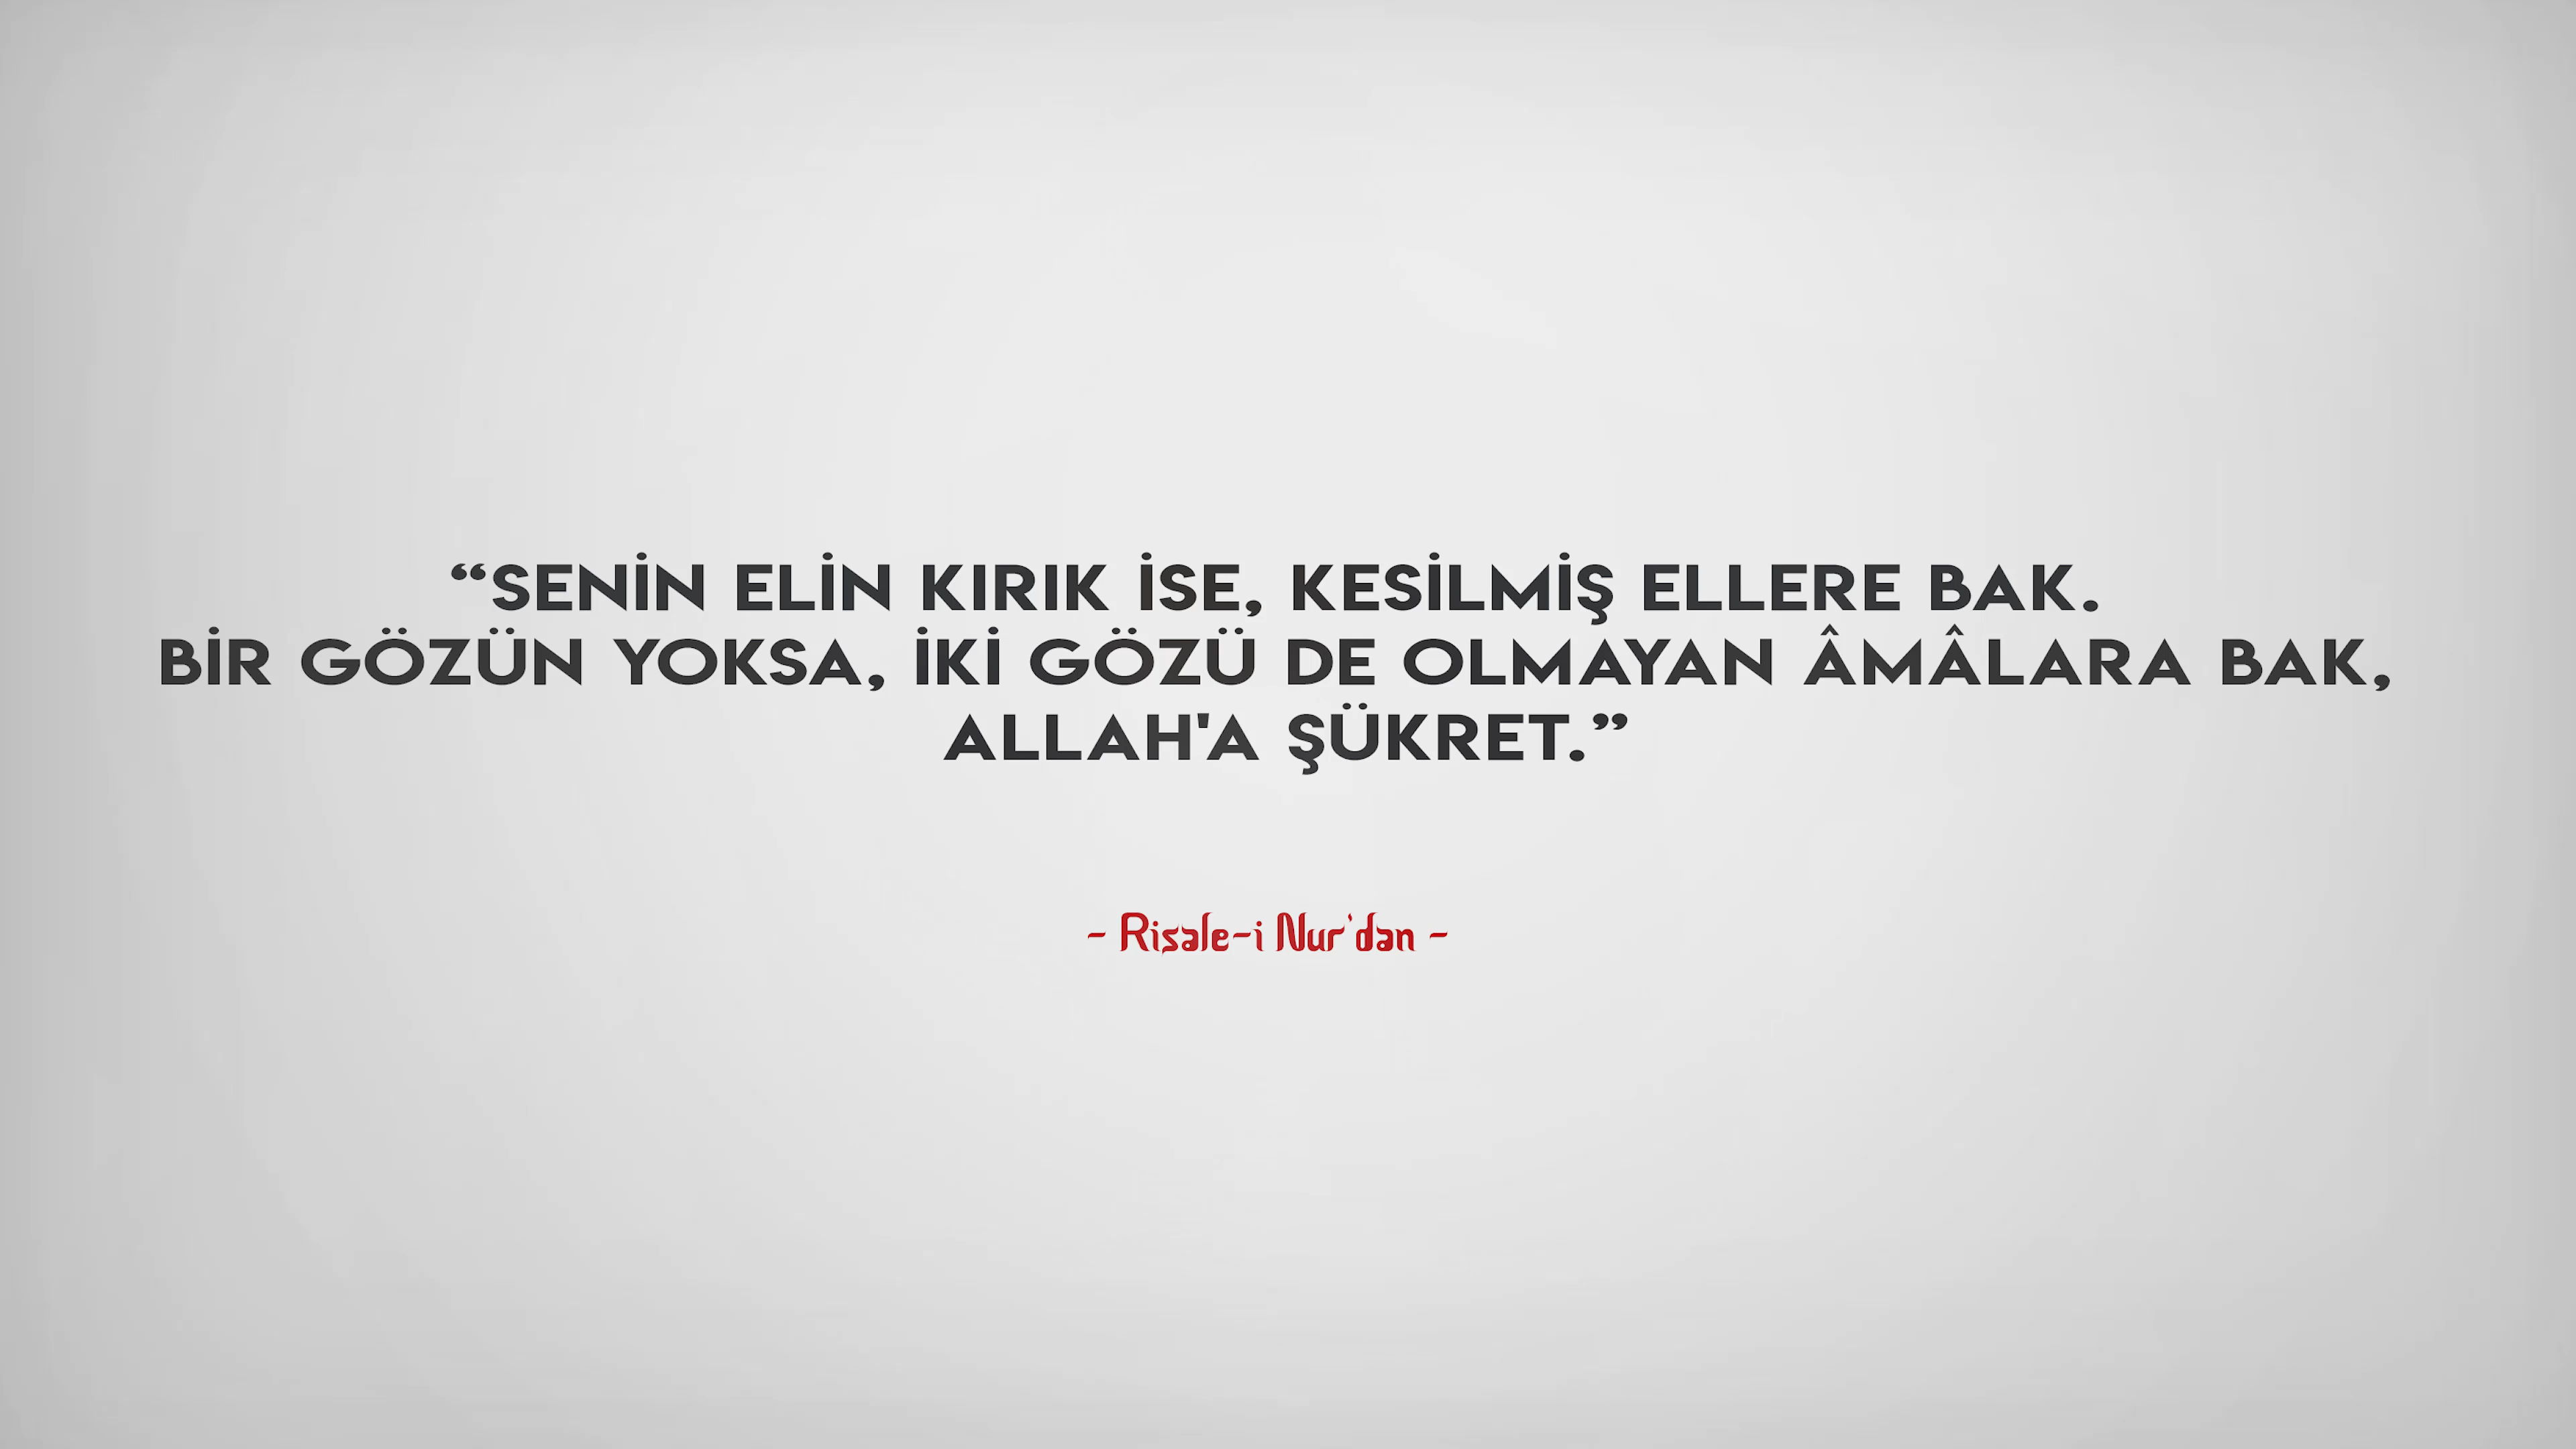 “SENİN ELİN KIRIK İSE, KESİLMİŞ ELLERE BAK.
BİR GÖZÜN YOKSA, İKİ GÖZÜ DE OLMAYAN ÂMÂLARA BAK,
ALLAH'A ŞÜKRET.”
- Risale-i Nur'dan -